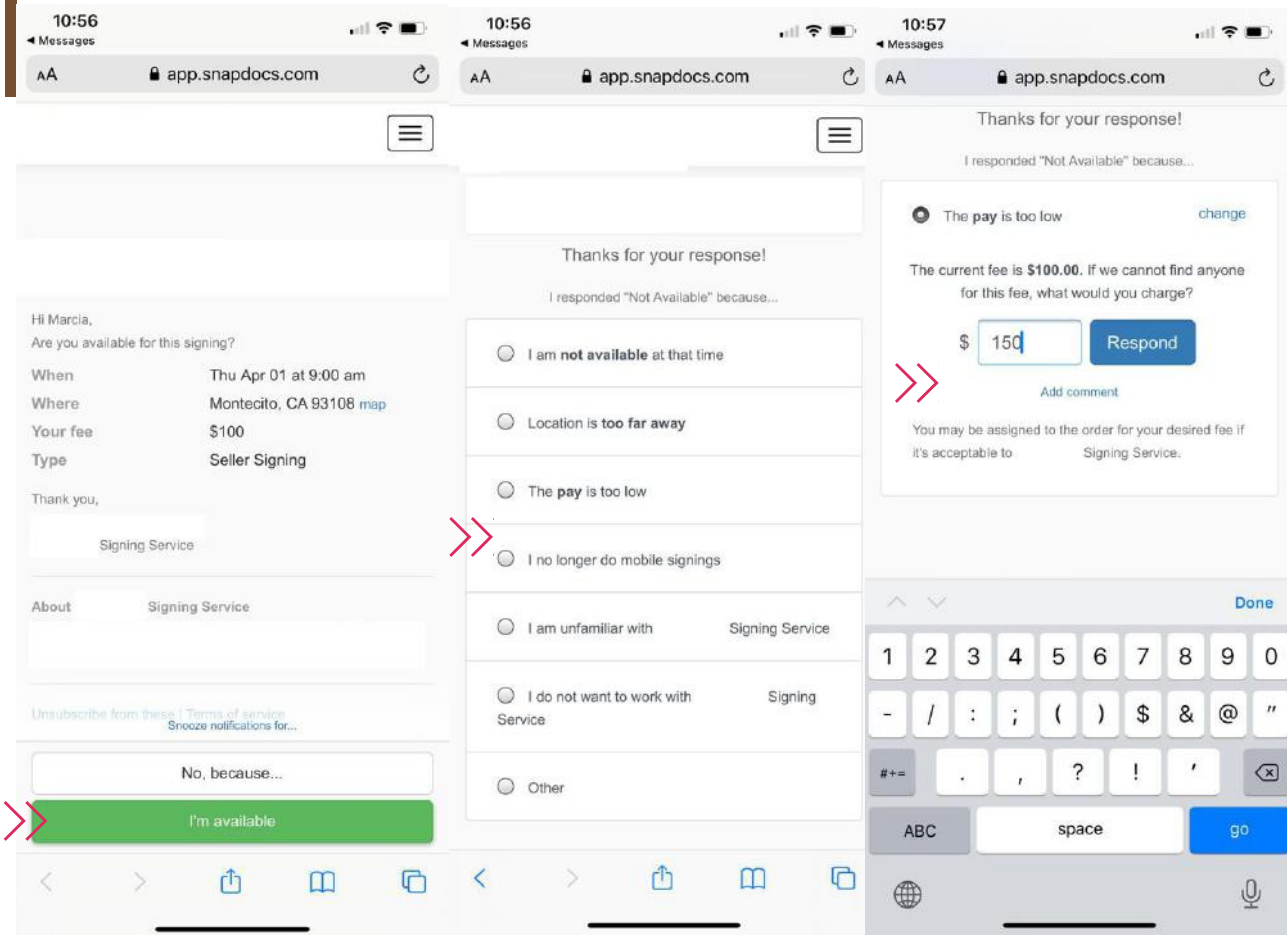 10:56
◄ Messages
AA app.snapdocs.com
Hi Marcia,
Are you available for this signing?
When Thu Apr 01 at 9:00 am
Where Montecito, CA 93108 map
Your fee $100
Type Seller Signing
Thank you,
Signing Service
About Signing Service
Unsubscribe from these | Terms of service
Snooze notifications for...
No, because...
I'm available
10:56
◄ Messages
AA app.snapdocs.com
Thanks for your response!
I responded "Not Available" because...
I am not available at that time
Location is too far away
The pay is too low
I no longer do mobile signings
I am unfamiliar with Signing Service
I do not want to work with Signing
Service
Other
10:57
◄ Messages
AA app.snapdocs.com
Thanks for your response!
I responded "Not Available" because...
The pay is too low change
The current fee is $100.00. If we cannot find anyone
for this fee, what would you charge?
$ 150 Respond
Add comment
You may be assigned to the order for your desired fee if
it's acceptable to Signing Service.
Done
1 2 3 4 5 6 7 8 9 0
- / : ; ( ) $ & @ "
#+= . , ? ! '
ABC space go